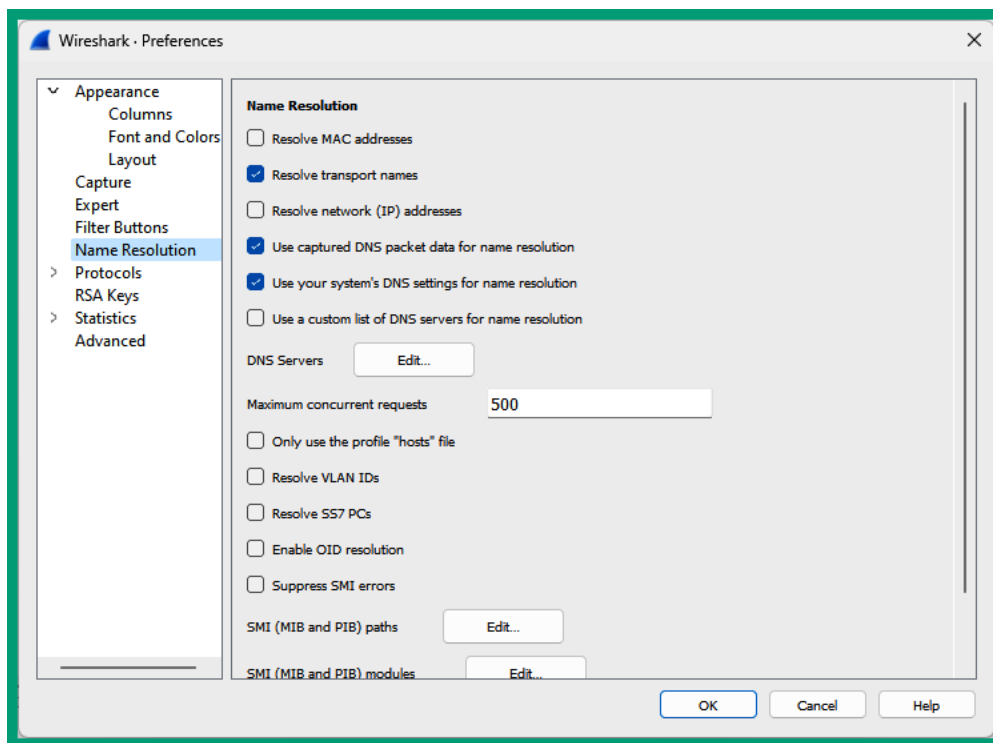 Wireshark · Preferences
Appearance
Columns
Font and Colors
Layout
Capture
Expert
Filter Buttons
Name Resolution
Protocols
RSA Keys
Statistics
Advanced
Name Resolution
Resolve MAC addresses
Resolve transport names
Resolve network (IP) addresses
Use captured DNS packet data for name resolution
Use your system's DNS settings for name resolution
Use a custom list of DNS servers for name resolution
DNS Servers Edit...
Maximum concurrent requests 500
Only use the profile "hosts" file
Resolve VLAN IDs
Resolve SS7 PCs
Enable OID resolution
Suppress SMI errors
SMI (MIB and PIB) paths Edit...
SMI (MIB and PIB) modules Edit...
OK Cancel Help